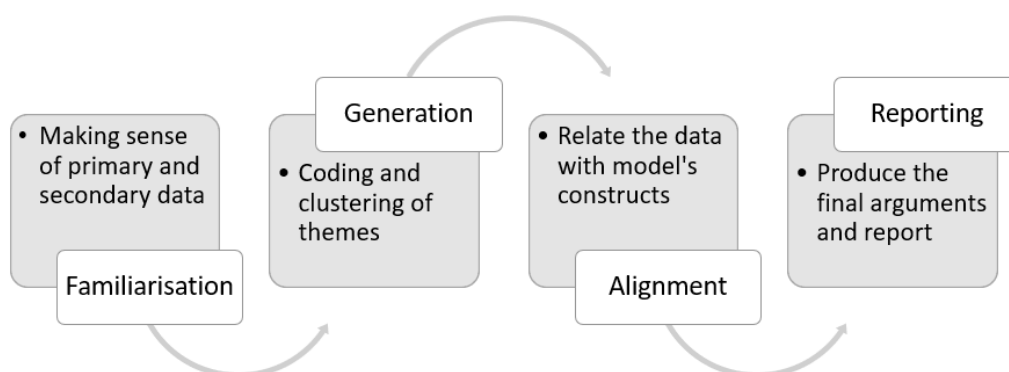 • Making sense
of primary and
secondary data
Familiarisation
Generation
• Coding and
clustering of
themes
• Relate the data
with model's
constructs
Alignment
Reporting
• Produce the
final arguments
and report